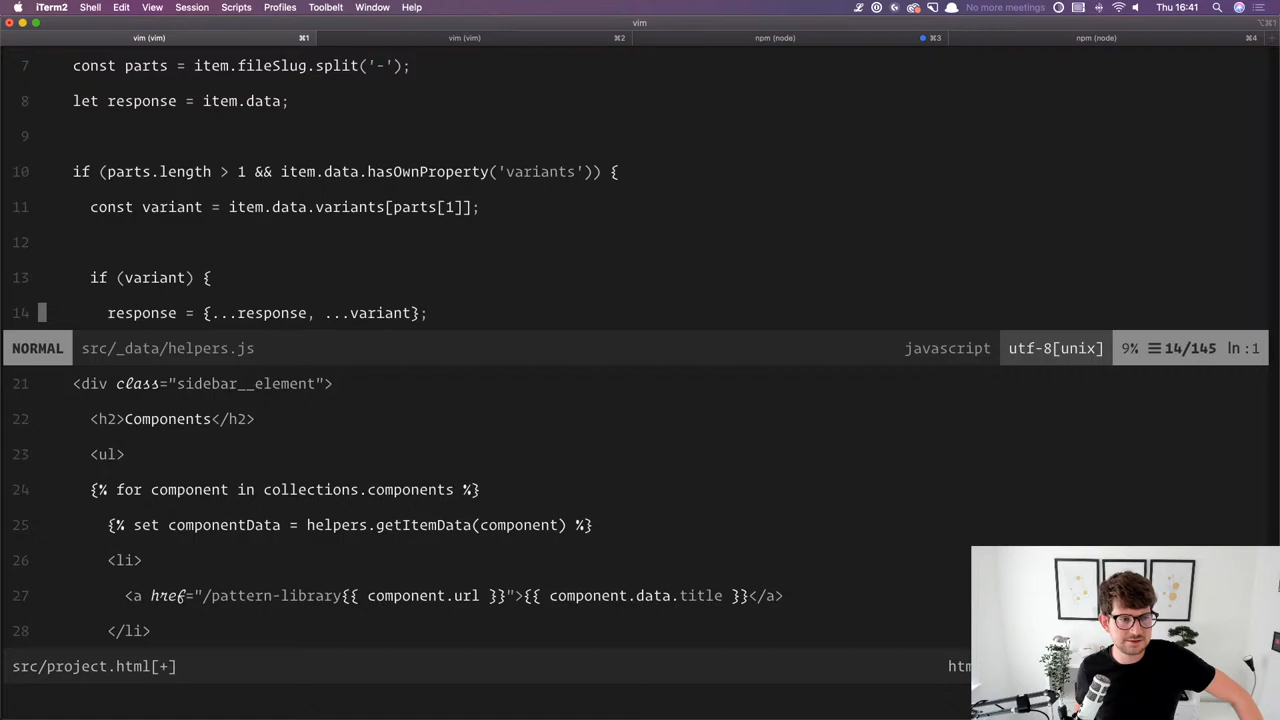 iTerm2 Shell Edit View Session Scripts Profiles Toolbelt Window Help No more meetings Thu 16:41
vim
⌥⌘1
vim (vim) ⌘1 vim (vim) ⌘2 npm (node) ⌘3 npm (node) ⌘4
7 const parts = item.fileSlug.split('-');
8 let response = item.data;
9
10 if (parts.length > 1 && item.data.hasOwnProperty('variants')) {
11 const variant = item.data.variants[parts[1]];
12
13 if (variant) {
14 response = {...response, ...variant};
NORMAL src/_data/helpers.js javascript utf-8[unix] 9% ☰ 14/145 ln :1
21 <div class="sidebar__element">
22 <h2>Components</h2>
23 <ul>
24 {% for component in collections.components %}
25 {% set componentData = helpers.getItemData(component) %}
26 <li>
27 <a href="/pattern-library{{ component.url }}">{{ component.data.title }}</a>
28 </li>
src/project.html[+] htm